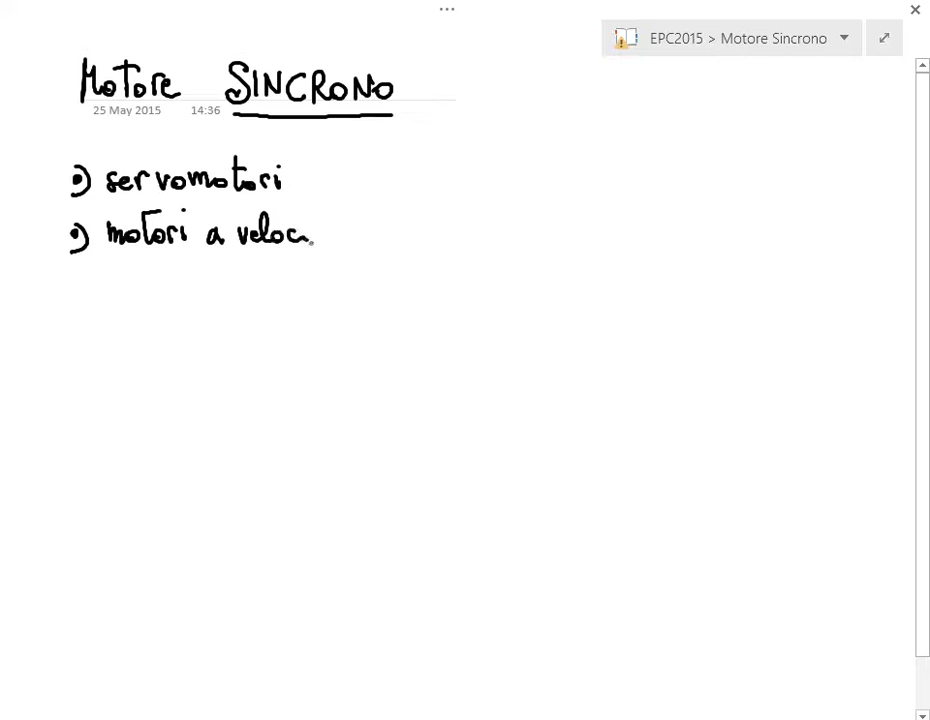 ...
EPC2015 > Motore Sincrono
Motore SINCRONO
25 May 2015 14:36
servomotori
motori a veloc